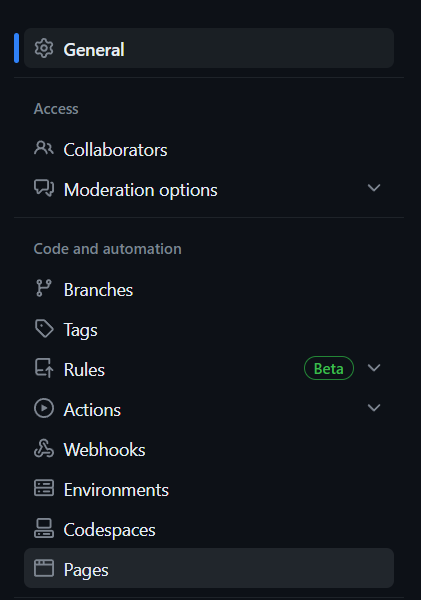 General
Access
Collaborators
Moderation options
Code and automation
Branches
Tags
Rules Beta
Actions
Webhooks
Environments
Codespaces
Pages